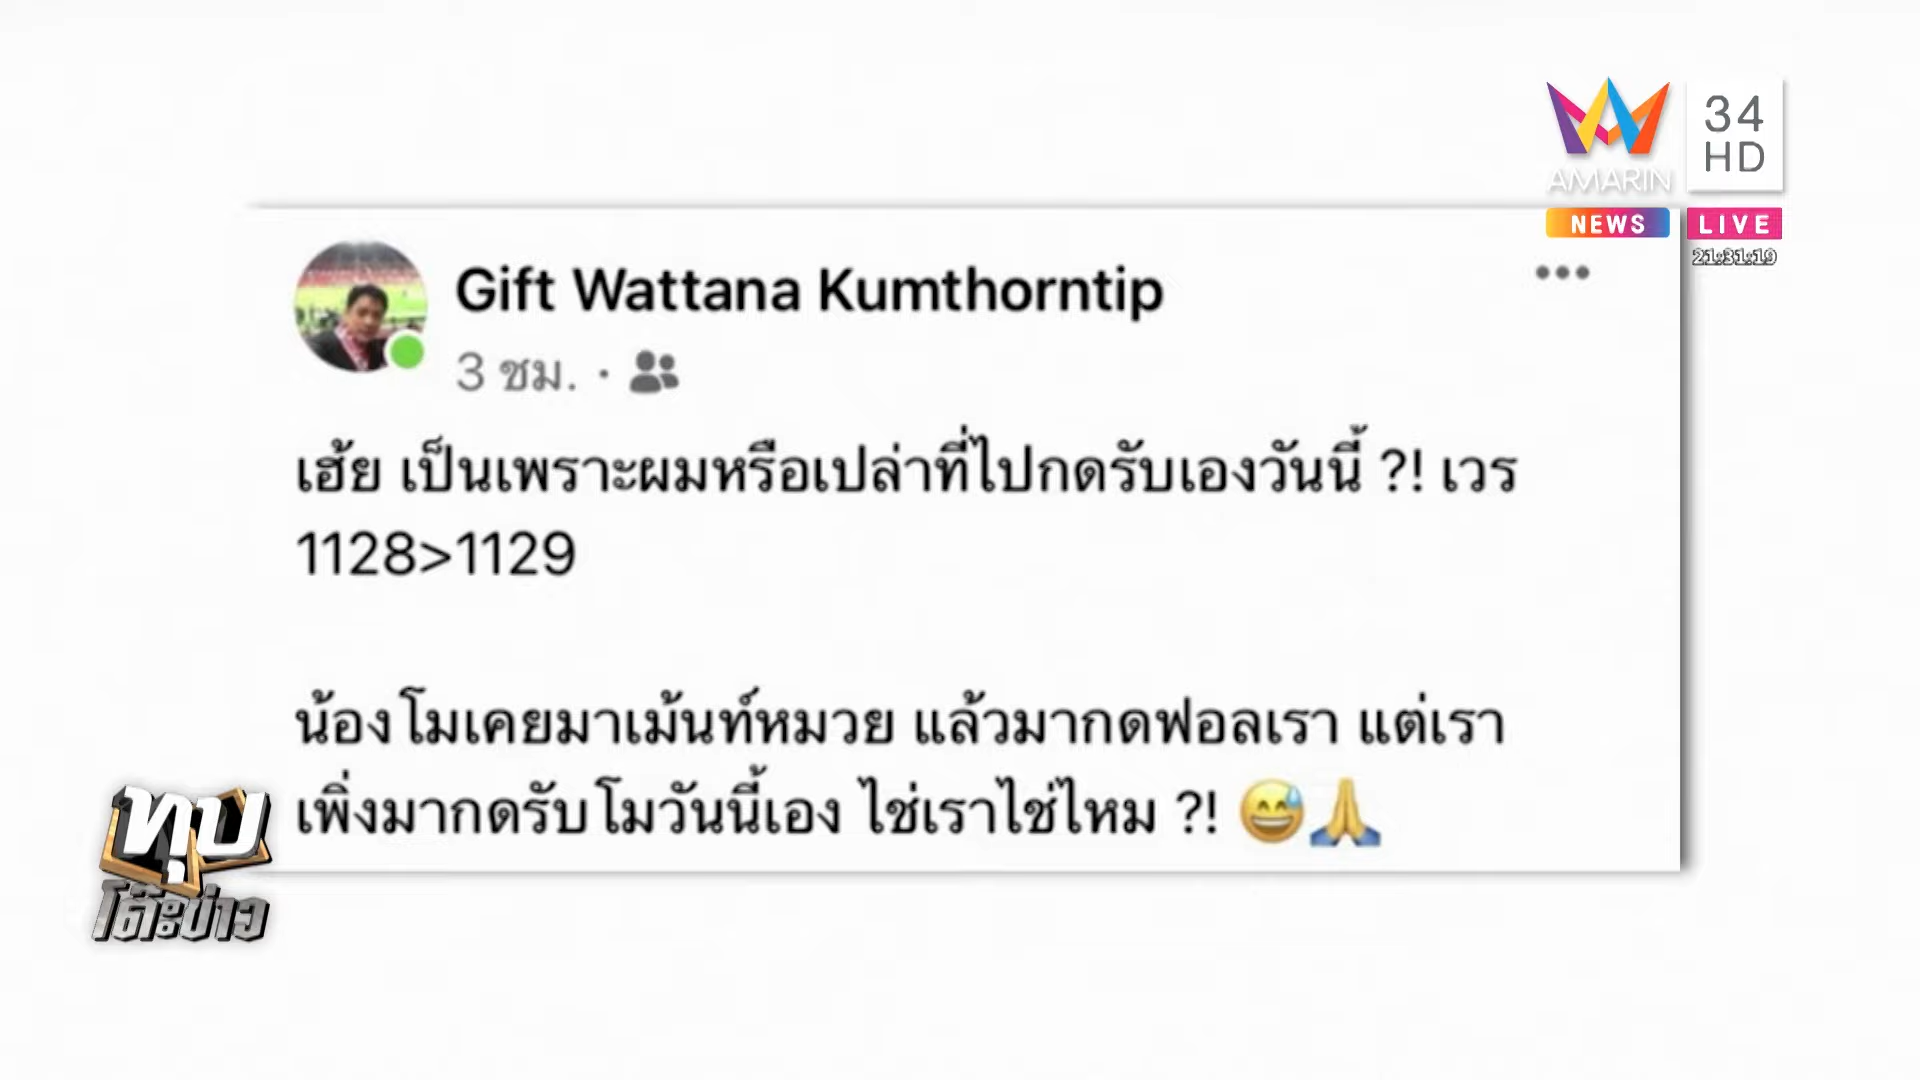 AMARIN
34
HD
NEWS
LIVE
21:31:19
Gift Wattana Kumthorntip
3 ชม. ·
เฮ้ย เป็นเพราะผมหรือเปล่าที่ไปกดรับเองวันนี้ ?! เวร
1128>1129
น้องโมเคยมาเม้นท์หมวย แล้วมากดฟอลเรา แต่เรา
เพิ่งมากดรับโมวันนี้เอง ไช่เราไช่ไหม ?! 😅🙏
ทุบ
โต๊ะข่าว